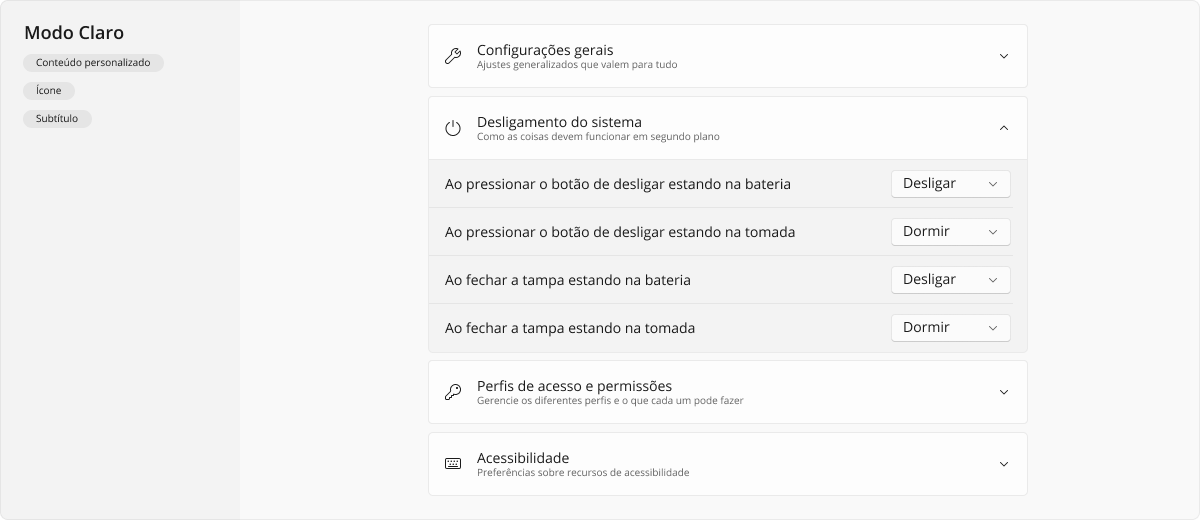 Modo Claro
Conteúdo personalizado
Ícone
Subtítulo
Configurações gerais
Ajustes generalizados que valem para tudo
Desligamento do sistema
Como as coisas devem funcionar em segundo plano
Ao pressionar o botão de desligar estando na bateria
Desligar
Ao pressionar o botão de desligar estando na tomada
Dormir
Ao fechar a tampa estando na bateria
Desligar
Ao fechar a tampa estando na tomada
Dormir
Perfis de acesso e permissões
Gerencie os diferentes perfis e o que cada um pode fazer
Acessibilidade
Preferências sobre recursos de acessibilidade